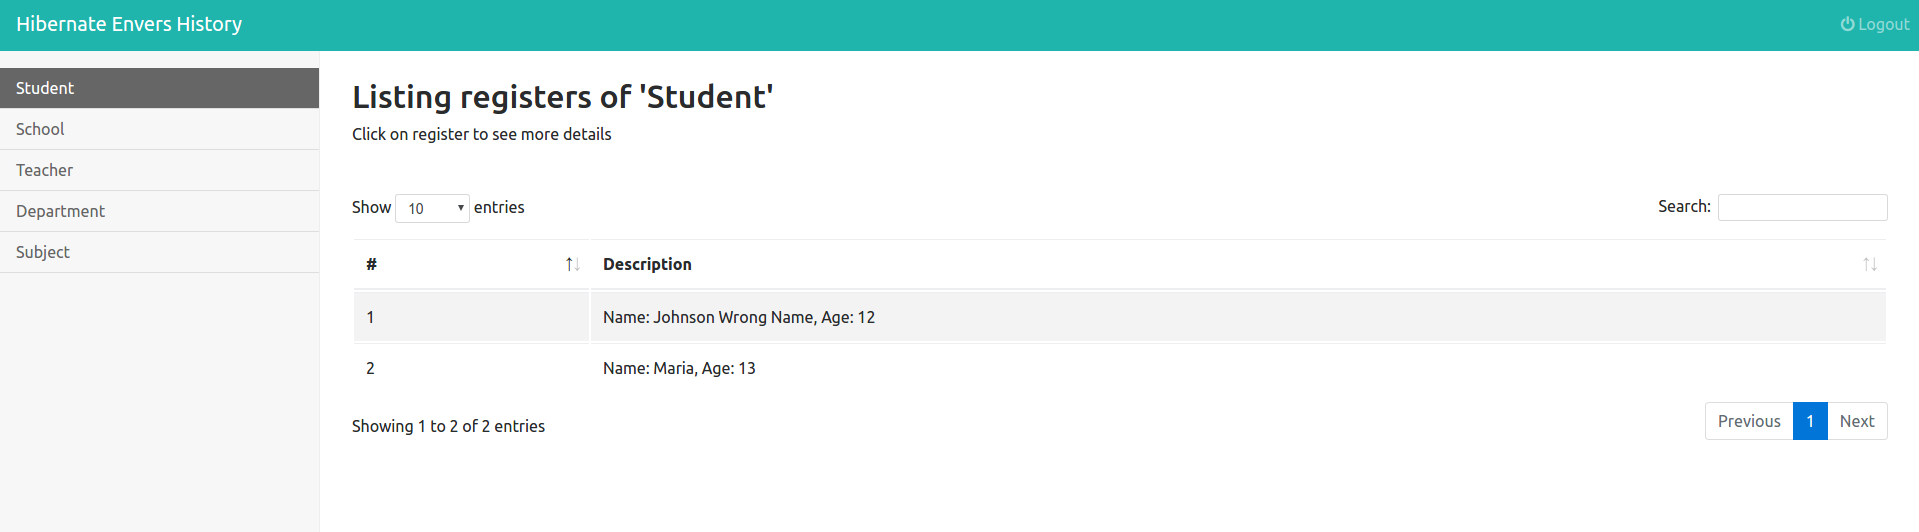 Hibernate Envers History
Logout
Student
School
Teacher
Department
Subject
Listing registers of 'Student'
Click on register to see more details
Show 10 entries
Search:
# Description
1 Name: Johnson Wrong Name, Age: 12
2 Name: Maria, Age: 13
Showing 1 to 2 of 2 entries
Previous 1 Next